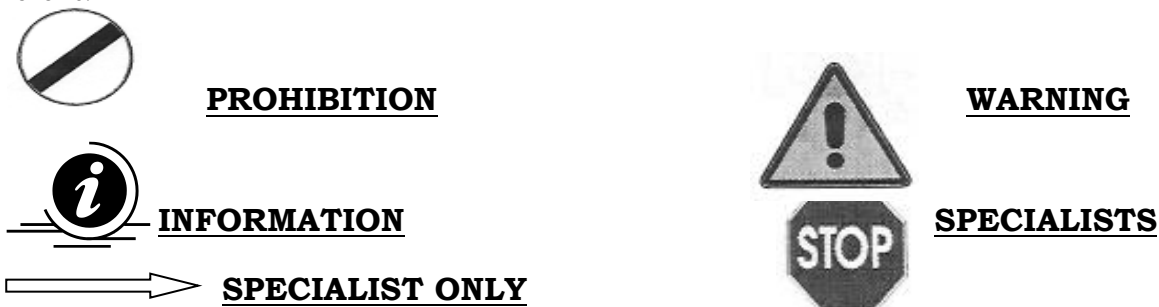 PROHIBITION
WARNING
i
INFORMATION
STOP
SPECIALISTS
SPECIALIST ONLY